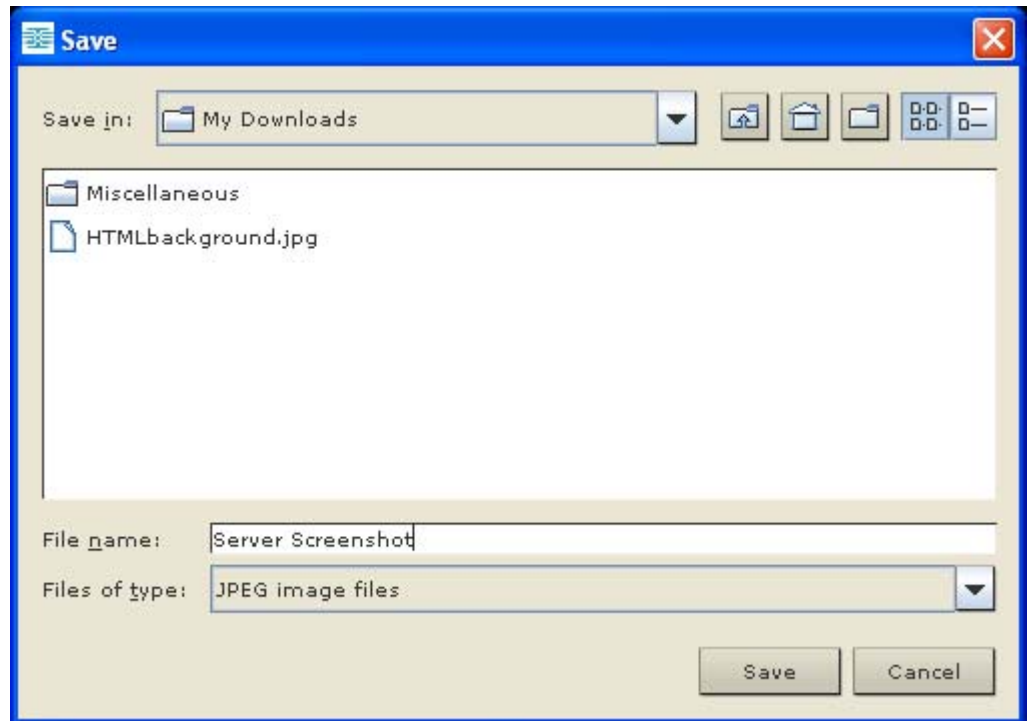 Save
Save in: My Downloads
Miscellaneous
HTMLbackground.jpg
File name: Server Screenshot
Files of type: JPEG image files
Save Cancel